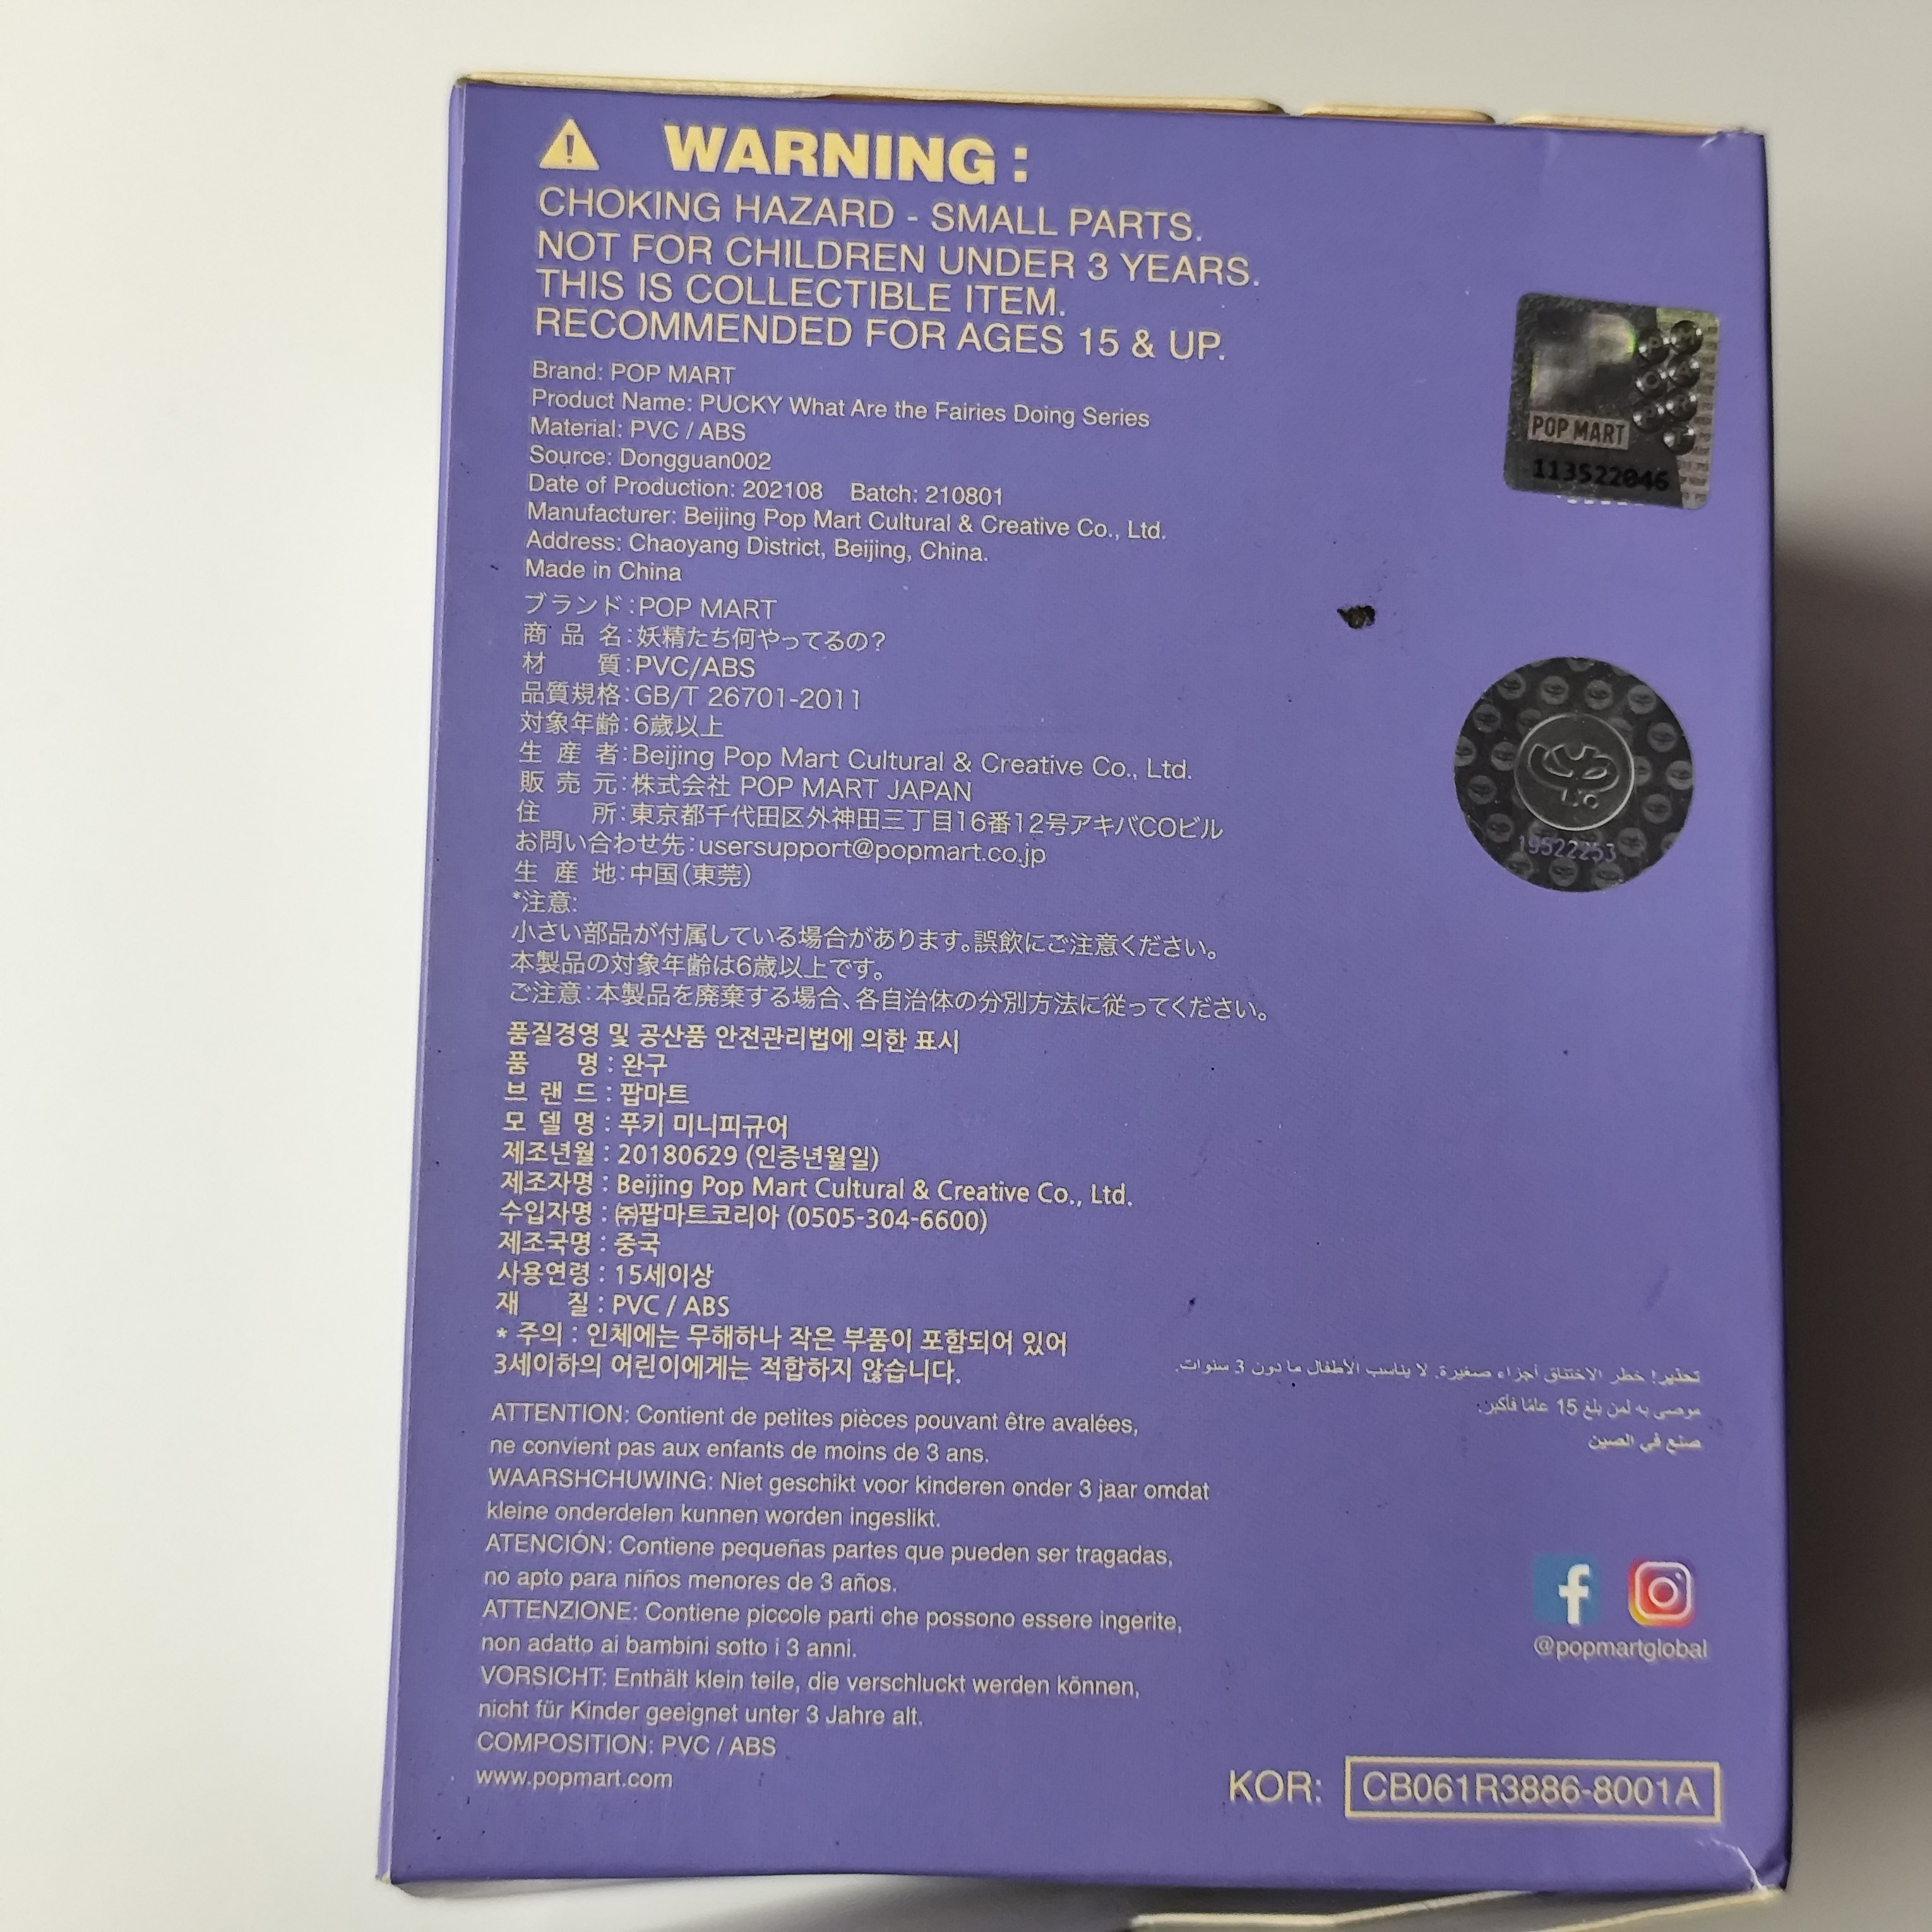 WARNING :
CHOKING HAZARD - SMALL PARTS.
NOT FOR CHILDREN UNDER 3 YEARS.
THIS IS COLLECTIBLE ITEM.
RECOMMENDED FOR AGES 15 & UP.
Brand: POP MART
Product Name: PUCKY What Are the Fairies Doing Series
Material: PVC / ABS
Source: Dongguan002
Date of Production: 202108 Batch: 210801
Manufacturer: Beijing Pop Mart Cultural & Creative Co., Ltd.
Address: Chaoyang District, Beijing, China.
Made in China
ブランド:POP MART
商品名:妖精たち何やってるの?
材質:PVC/ABS
品質規格:GB/T 26701-2011
対象年齢:6歳以上
生産者:Beijing Pop Mart Cultural & Creative Co., Ltd.
販売元:株式会社 POP MART JAPAN
住所:東京都千代田区外神田三丁目16番12号アキバCOビル
お問い合わせ先:usersupport@popmart.co.jp
生産地:中国(東莞)
*注意:
小さい部品が付属している場合があります。誤飲にご注意ください。
本製品の対象年齢は6歳以上です。
ご注意:本製品を廃棄する場合、各自治体の分別方法に従ってください。
품질경영 및 공산품 안전관리법에 의한 표시
품명 : 완구
브랜드 : 팝마트
모델명 : 푸키 미니피규어
제조년월 : 20180629 (인증년월일)
제조자명 : Beijing Pop Mart Cultural & Creative Co., Ltd.
수입자명 : ㈜팝마트코리아 (0505-304-6600)
제조국명 : 중국
사용연령 : 15세이상
재질 : PVC / ABS
* 주의 : 인체에는 무해하나 작은 부품이 포함되어 있어
3세이하의 어린이에게는 적합하지 않습니다.
ATTENTION: Contient de petites pièces pouvant être avalées,
ne convient pas aux enfants de moins de 3 ans.
WAARSHCHUWING: Niet geschikt voor kinderen onder 3 jaar omdat
kleine onderdelen kunnen worden ingeslikt.
ATENCIÓN: Contiene pequeñas partes que pueden ser tragadas,
no apto para niños menores de 3 años.
ATTENZIONE: Contiene piccole parti che possono essere ingerite,
non adatto ai bambini sotto i 3 anni.
VORSICHT: Enthält klein teile, die verschluckt werden können,
nicht für Kinder geeignet unter 3 Jahre alt.
COMPOSITION: PVC / ABS
www.popmart.com
POP MART
113522046
19522253
تحذير! خطر الاختناق أجزاء صغيرة. لا يناسب الأطفال ما دون 3 سنوات.
موصى به لمن بلغ 15 عامًا فأكبر.
صنع في الصين
@popmartglobal
KOR: CB061R3886-8001A